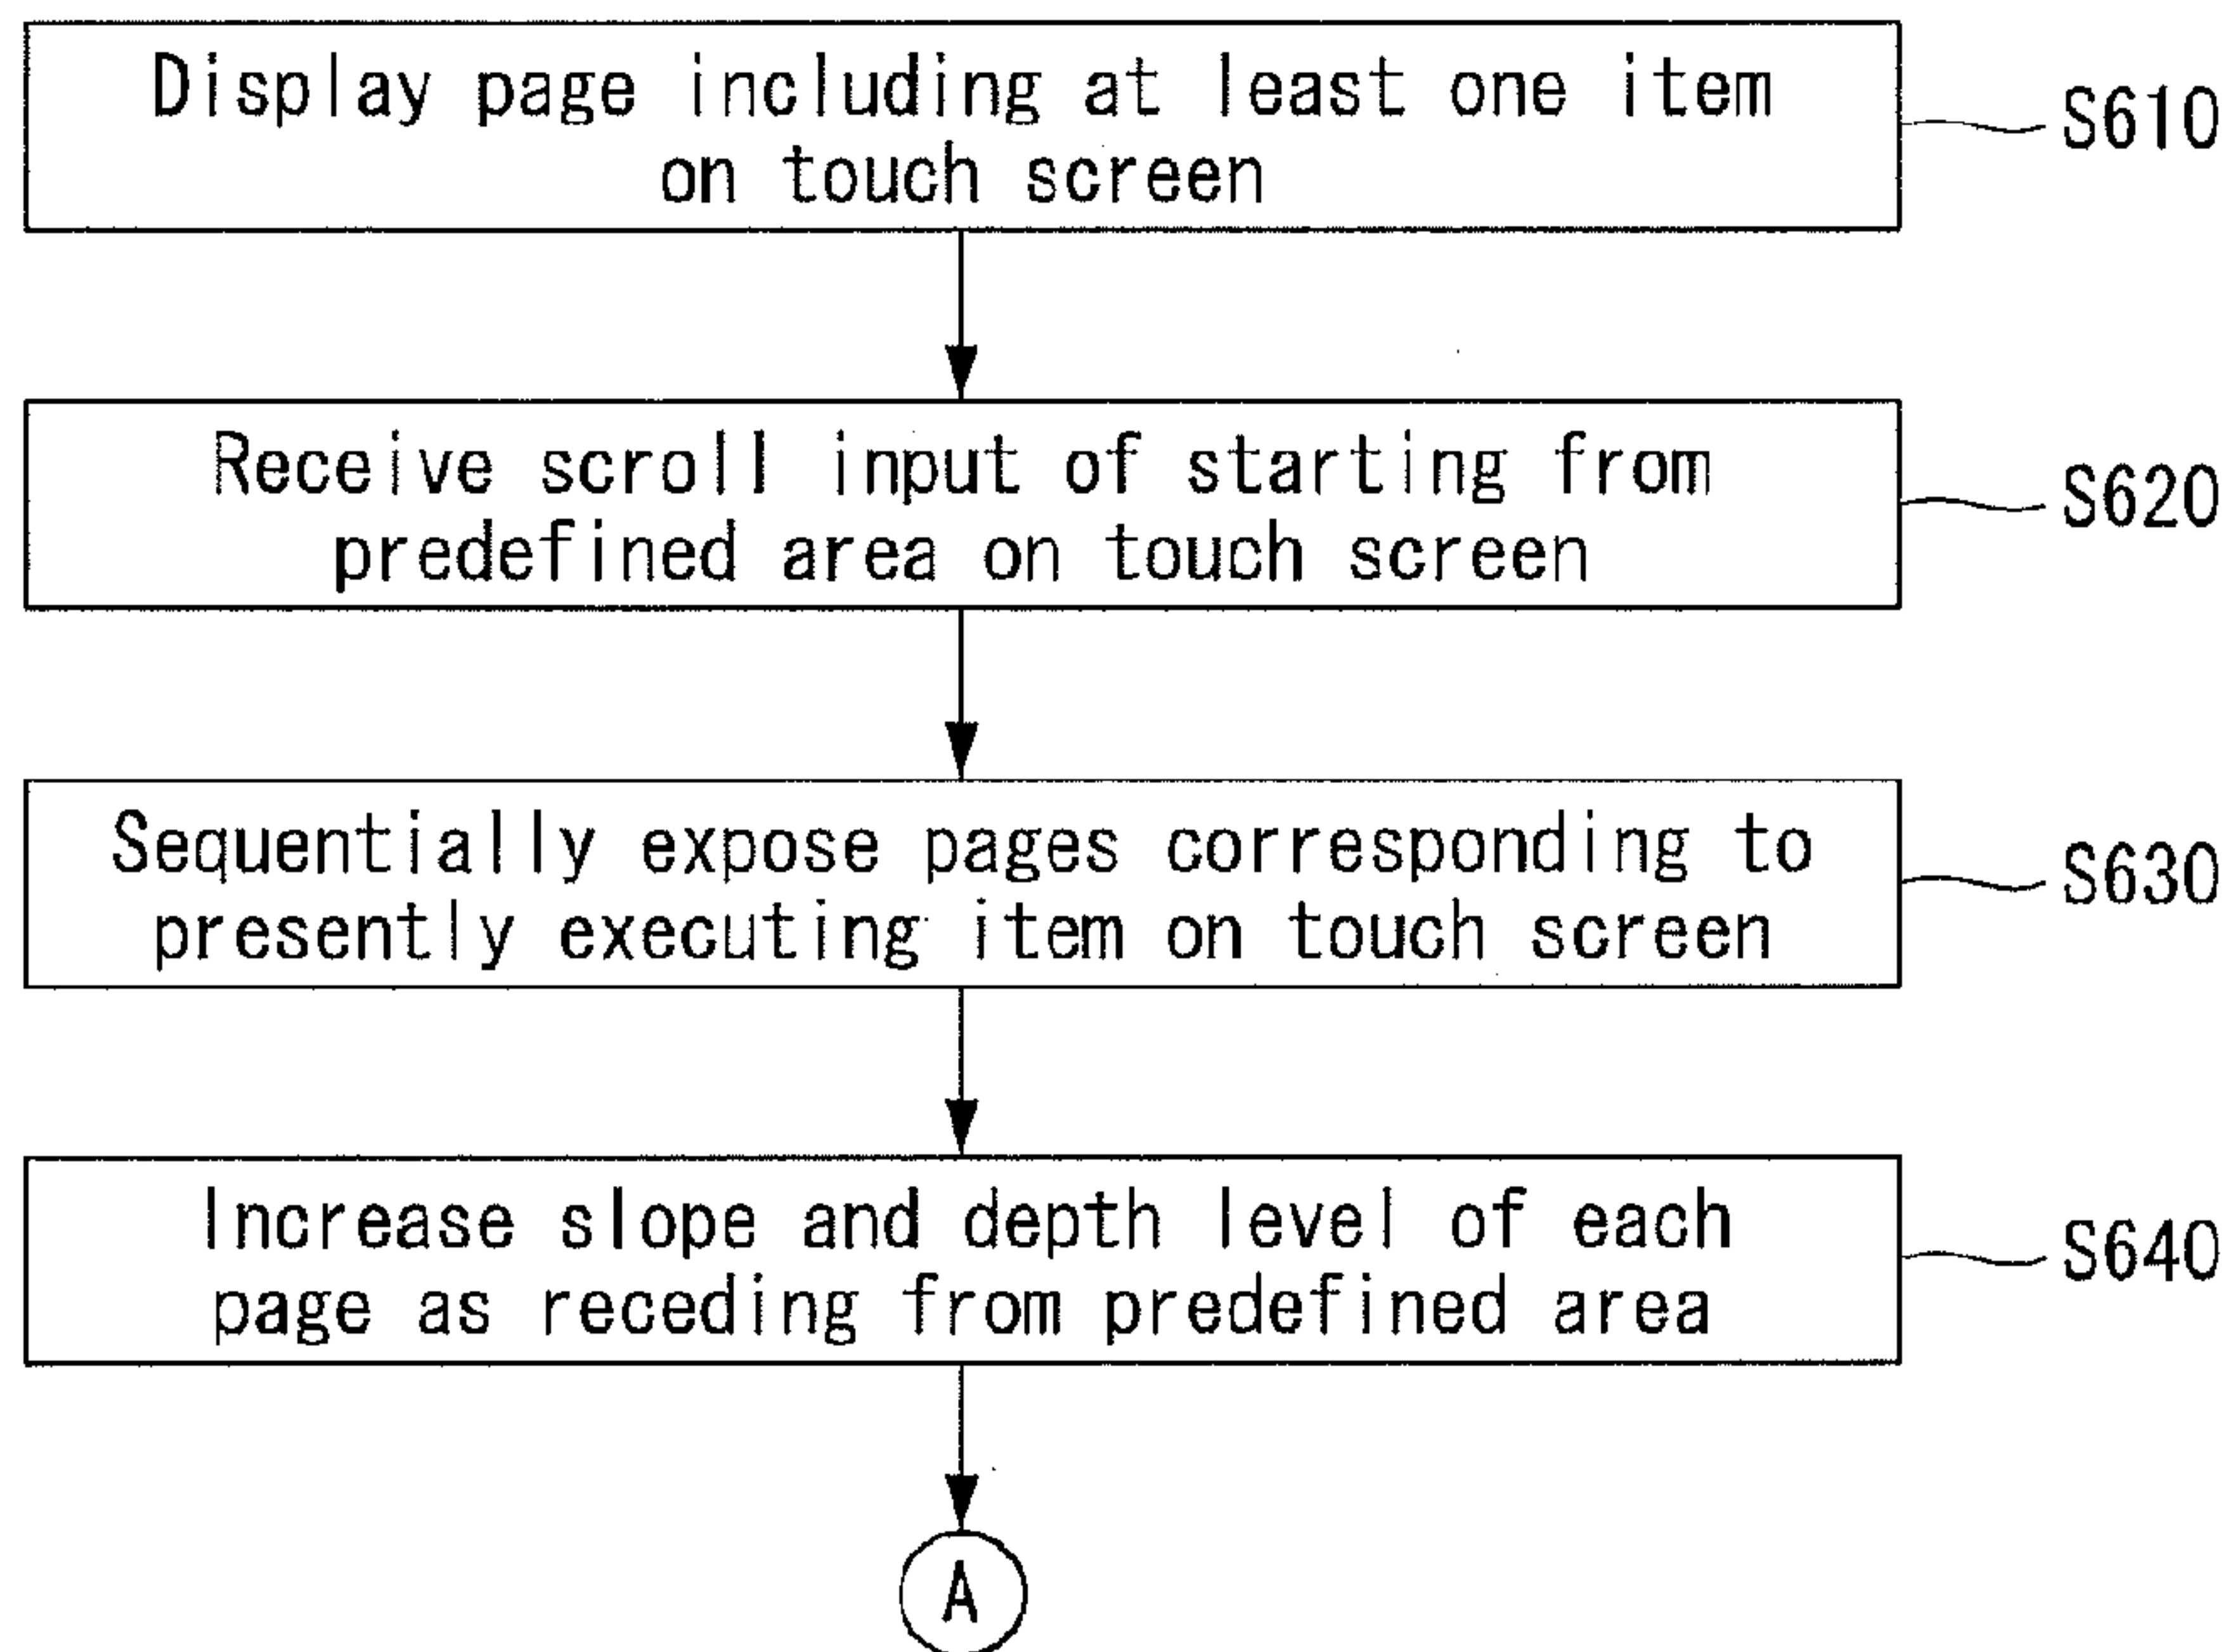 Display page including at least one item
on touch screen
S610
Receive scroll input of starting from
predefined area on touch screen
S620
Sequentially expose pages corresponding to
presently executing item on touch screen
S630
Increase slope and depth level of each
page as receding from predefined area
S640
A